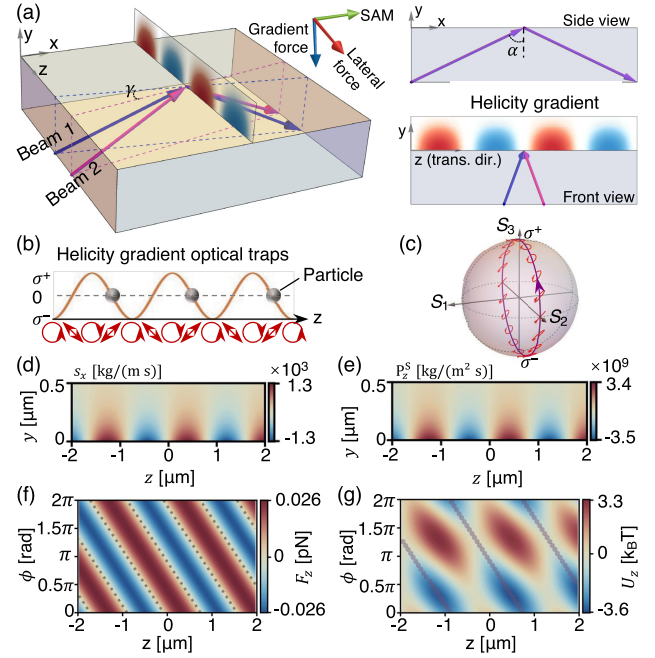 (a)
y
x
z
γ
Beam 1
Beam 2
SAM
Gradient
force
Lateral
force
y
x
Side view
α
Helicity gradient
y
z (trans. dir.)
Front view
(b) Helicity gradient optical traps
σ+
0
σ−
Particle
z
(c)
S3
σ+
S1
S2
σ−
(d)
s_x [kg/(m s)]
×10³
1.3
-1.3
0.5
0
y [μm]
-2 -1 0 1 2
z [μm]
(e)
P_z^S [kg/(m² s)]
×10⁹
3.4
-3.5
0.5
0
y [μm]
-2 -1 0 1 2
z [μm]
(f)
2π
1.5π
π
0.5π
0
ϕ [rad]
-2 -1 0 1 2
z [μm]
0.026
0
-0.026
F_z [pN]
(g)
2π
1.5π
π
0.5π
0
ϕ [rad]
-2 -1 0 1 2
z [μm]
3.3
0
-3.6
U_z [k_BT]